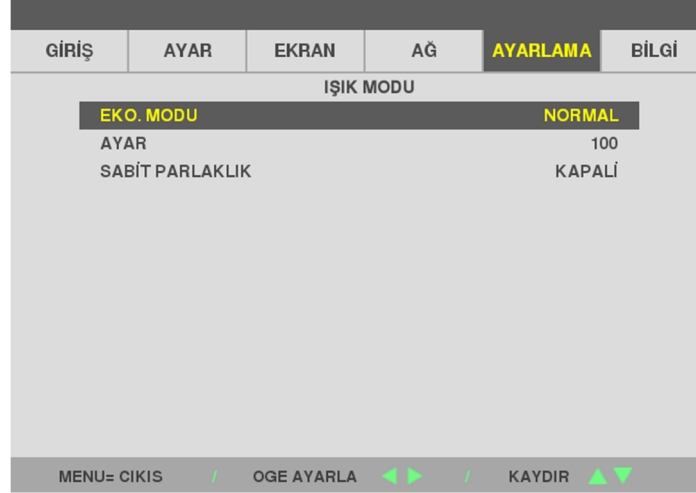 GİRİŞ AYAR EKRAN AĞ AYARLAMA BİLGİ
IŞIK MODU
EKO. MODU NORMAL
AYAR 100
SABİT PARLAKLIK KAPALİ
MENU= CIKIS / OGE AYARLA / KAYDIR